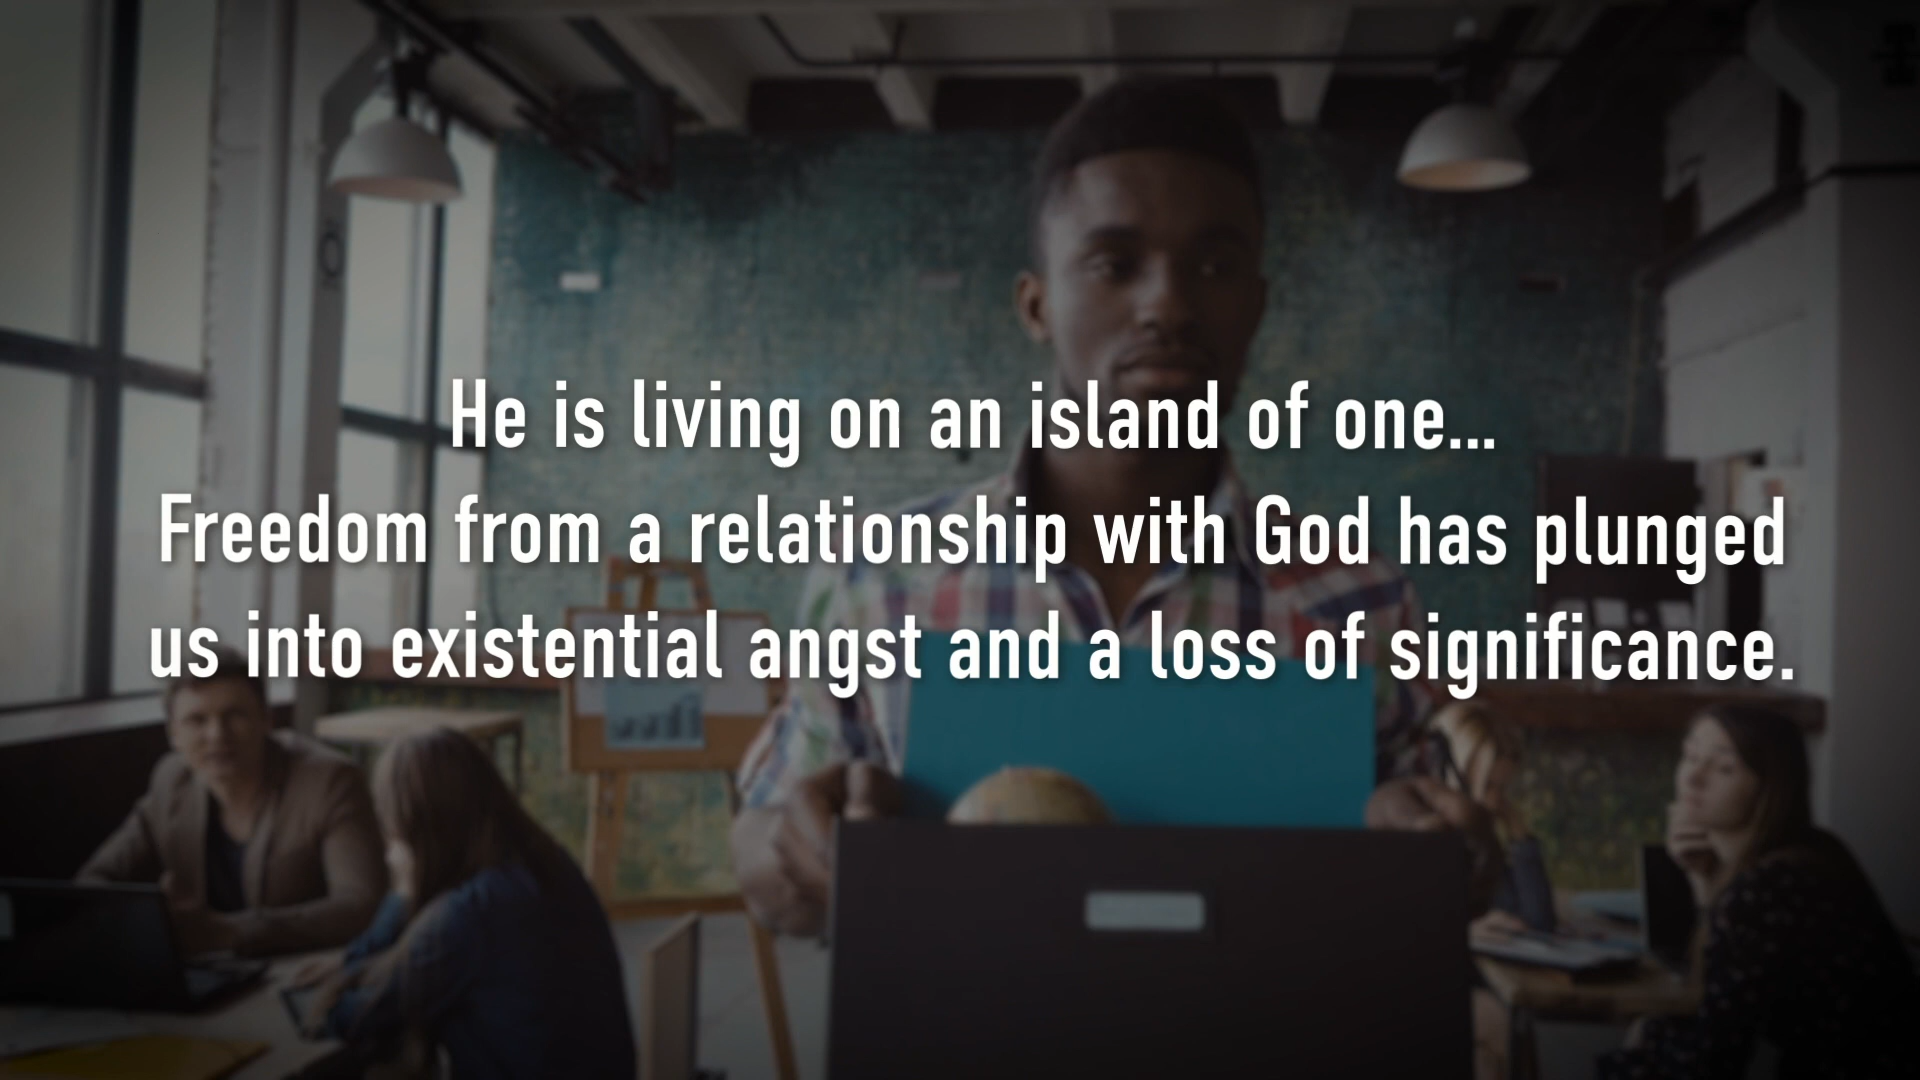 He is living on an island of one...
Freedom from a relationship with God has plunged
us into existential angst and a loss of significance.